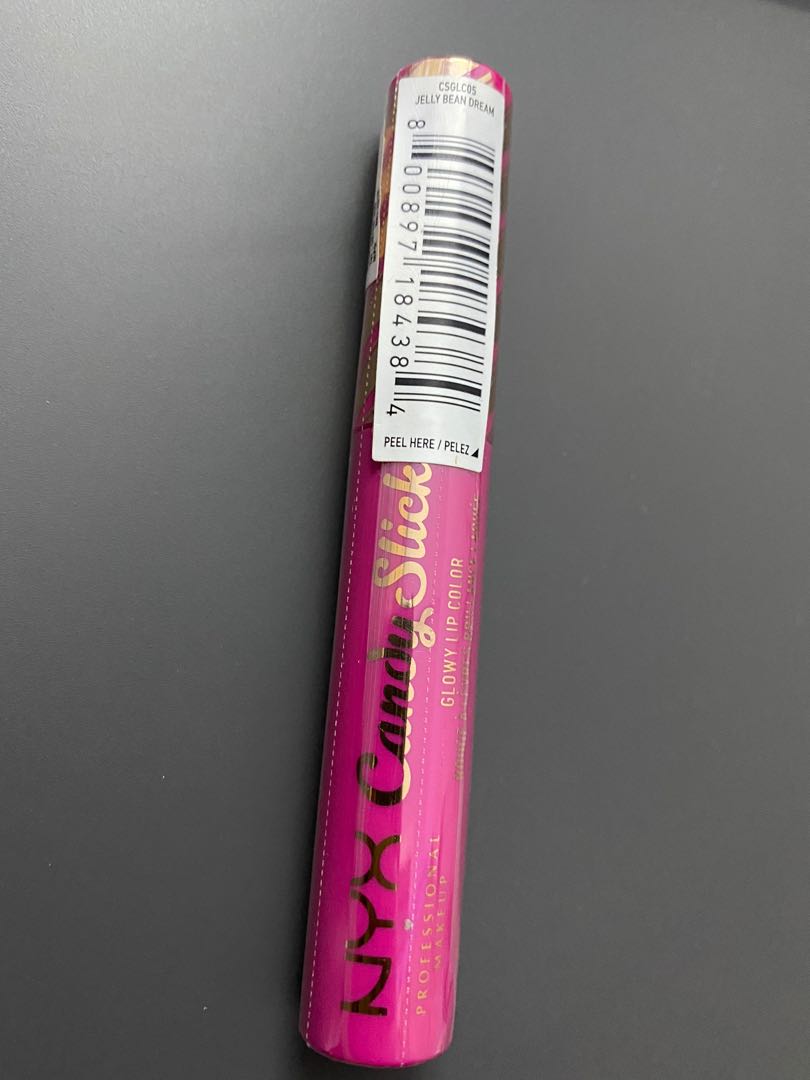 CSGLC05
JELLY BEAN DREAM
8 00897 18438 4
PEEL HERE / PELEZ
NYX
PROFESSIONAL
MAKEUP
Candy Slick
GLOWY LIP COLOR